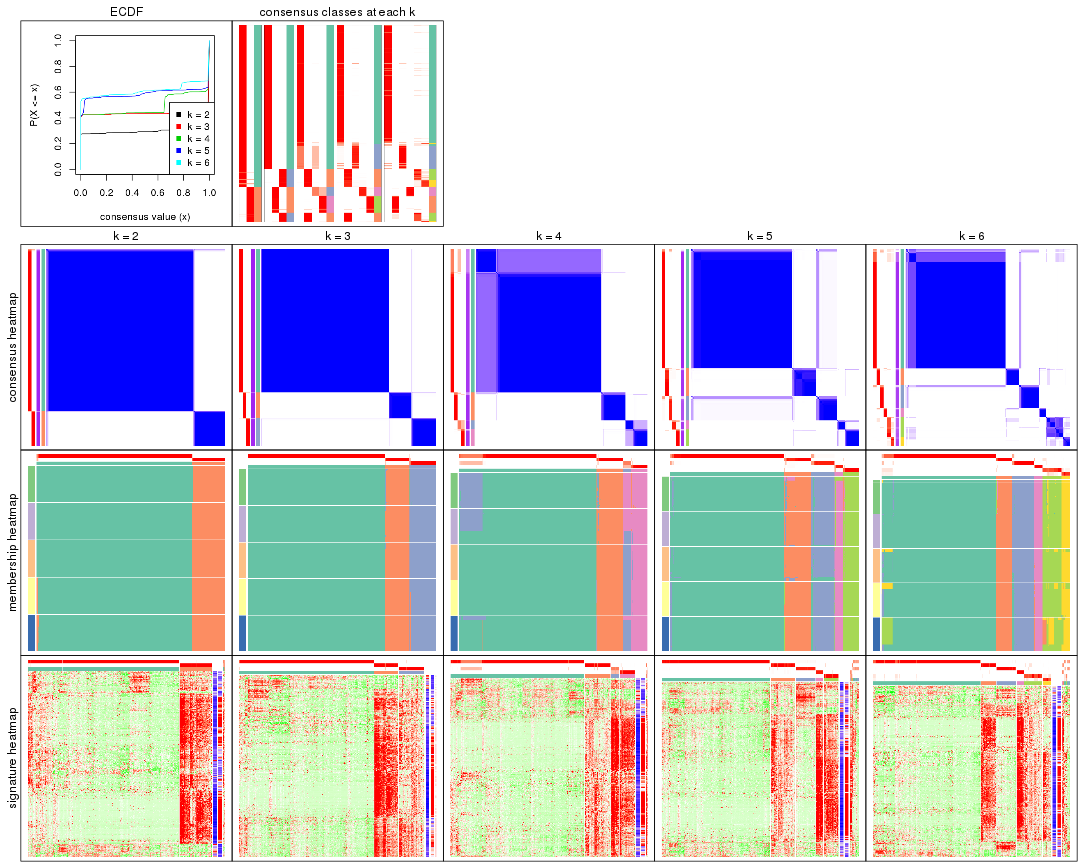 ECDF
consensus classes at each k
P(X <= x)
0.0 0.2 0.4 0.6 0.8 1.0
k = 2
k = 3
k = 4
k = 5
k = 6
0.0 0.2 0.4 0.6 0.8 1.0
consensus value (x)
k = 2
k = 3
k = 4
k = 5
k = 6
consensus heatmap
membership heatmap
signature heatmap